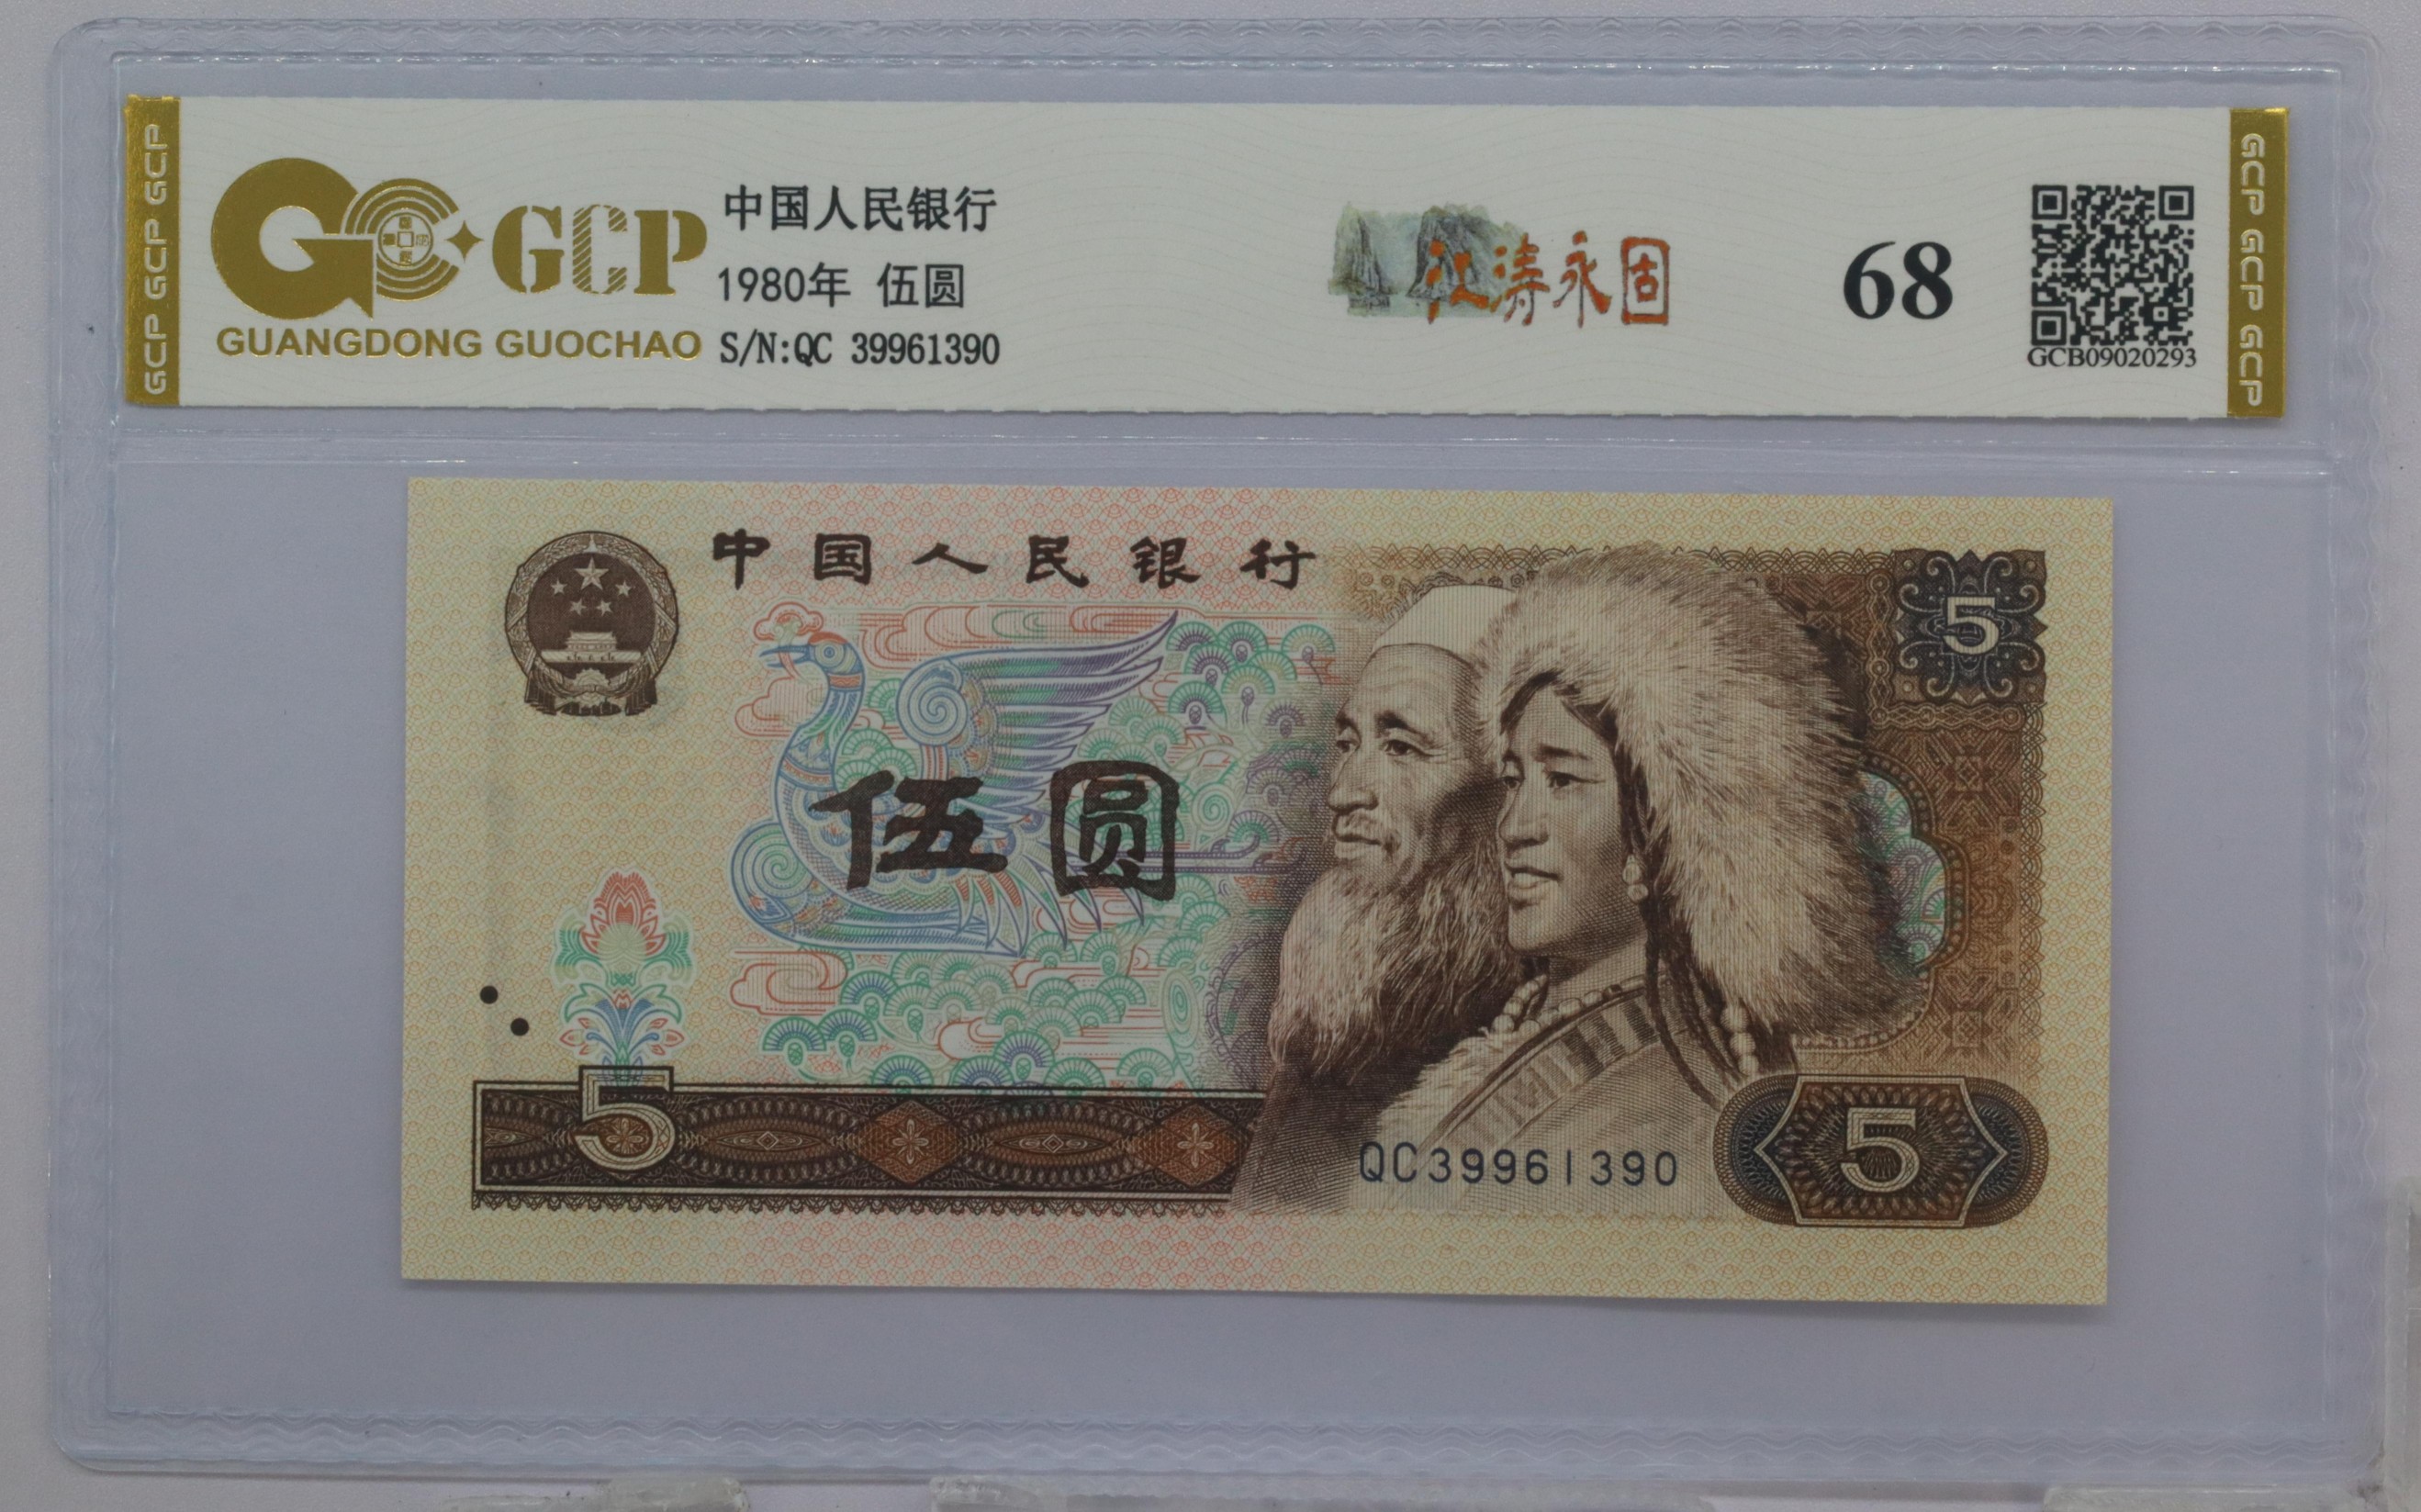 GCP GCP GCP GCP
GCP
GUANGDONG GUOCHAO
中国人民银行
1980年 伍圆
S/N:QC 39961390
江涛永固
68
GCB09020293
GCP GCP GCP GCP
中国人民银行
5
伍圆
5
QC39961390
5